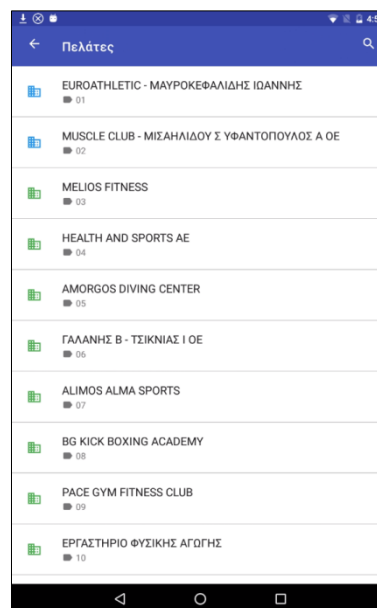 4:5
Πελάτες
EUROATHLETIC - ΜΑΥΡΟΚΕΦΑΛΙΔΗΣ ΙΩΑΝΝΗΣ
01
MUSCLE CLUB - ΜΙΣΑΗΛΙΔΟΥ Σ ΥΦΑΝΤΟΠΟΥΛΟΣ Α ΟΕ
02
MELIOS FITNESS
03
HEALTH AND SPORTS AE
04
AMORGOS DIVING CENTER
05
ΓΑΛΑΝΗΣ Β - ΤΣΙΚΝΙΑΣ Ι ΟΕ
06
ALIMOS ALMA SPORTS
07
BG KICK BOXING ACADEMY
08
PACE GYM FITNESS CLUB
09
ΕΡΓΑΣΤΗΡΙΟ ΦΥΣΙΚΗΣ ΑΓΩΓΗΣ
10